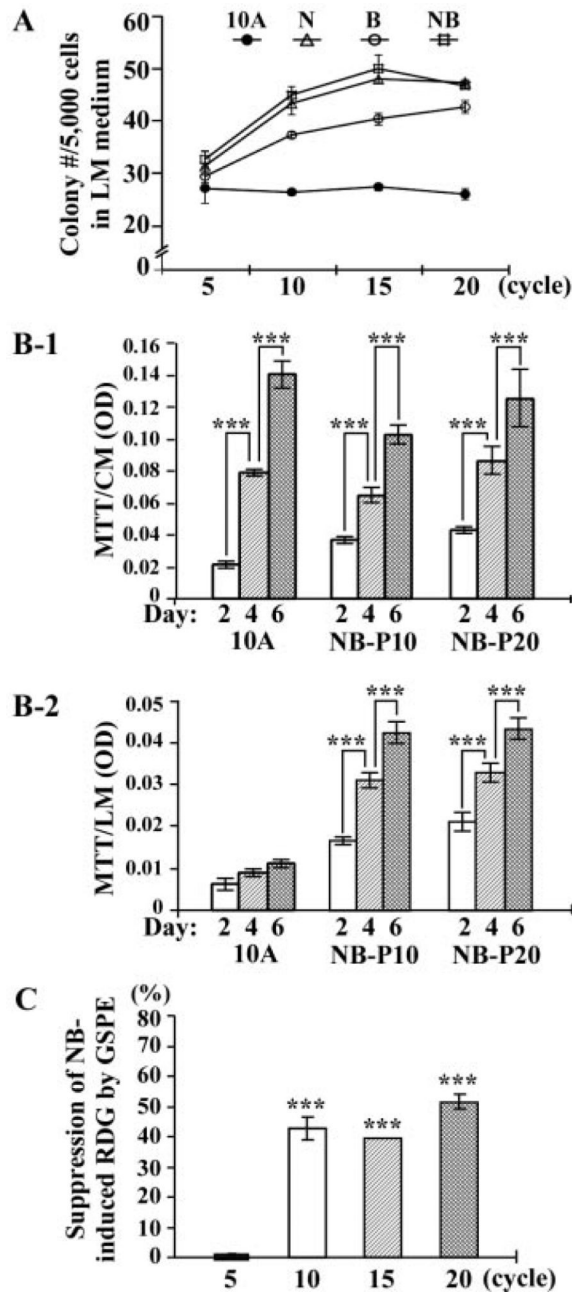 A
10A N B NB
Colony #/5,000 cells
in LM medium
60
50
40
30
20
0
5 10 15 20 (cycle)
B-1
MTT/CM (OD)
0.16
0.12
0.10
0.08
0.04
0.02
0
*** *** *** *** *** ***
Day: 2 4 6 2 4 6 2 4 6
10A NB-P10 NB-P20
B-2
MTT/LM (OD)
0.05
0.04
0.03
0.02
0.01
0
*** *** *** ***
Day: 2 4 6 2 4 6 2 4 6
10A NB-P10 NB-P20
C
(%)
Suppression of NB-
induced RDG by GSPE
80
70
60
50
40
30
20
10
0
*** *** ***
5 10 15 20 (cycle)